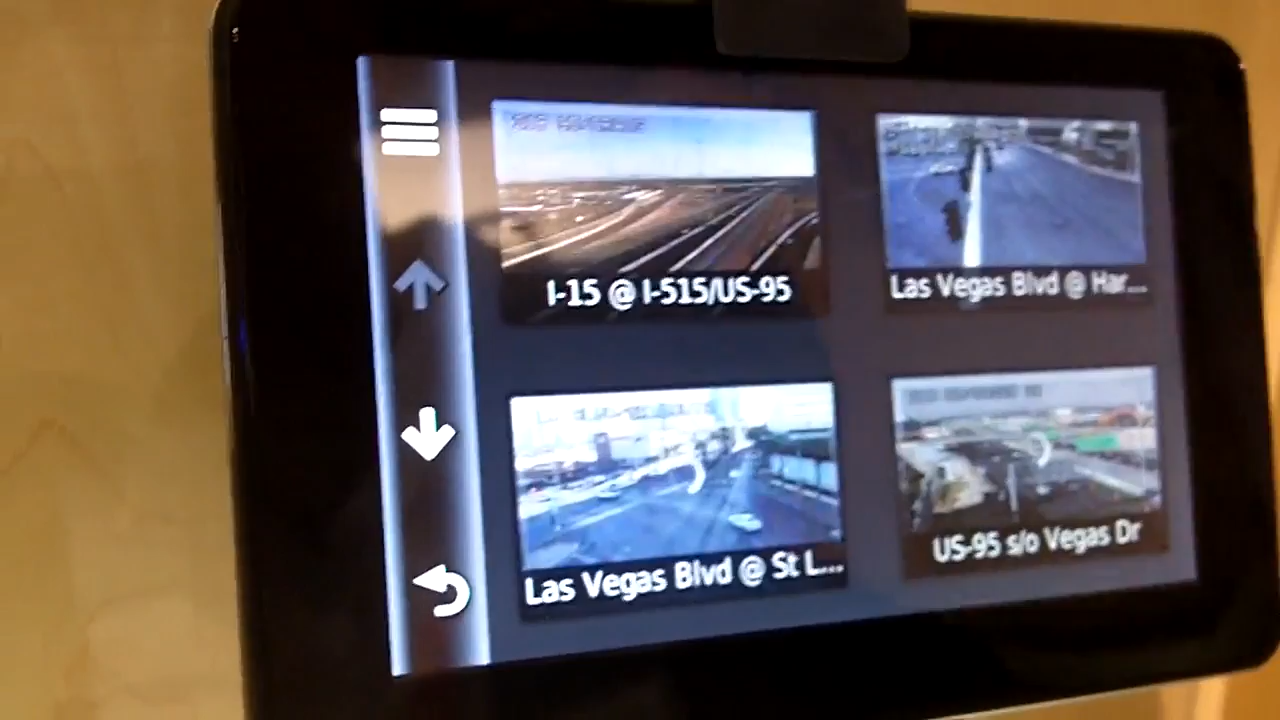 I-15 @ I-515/US-95
Las Vegas Blvd @ Har...
Las Vegas Blvd @ St L...
US-95 s/o Vegas Dr